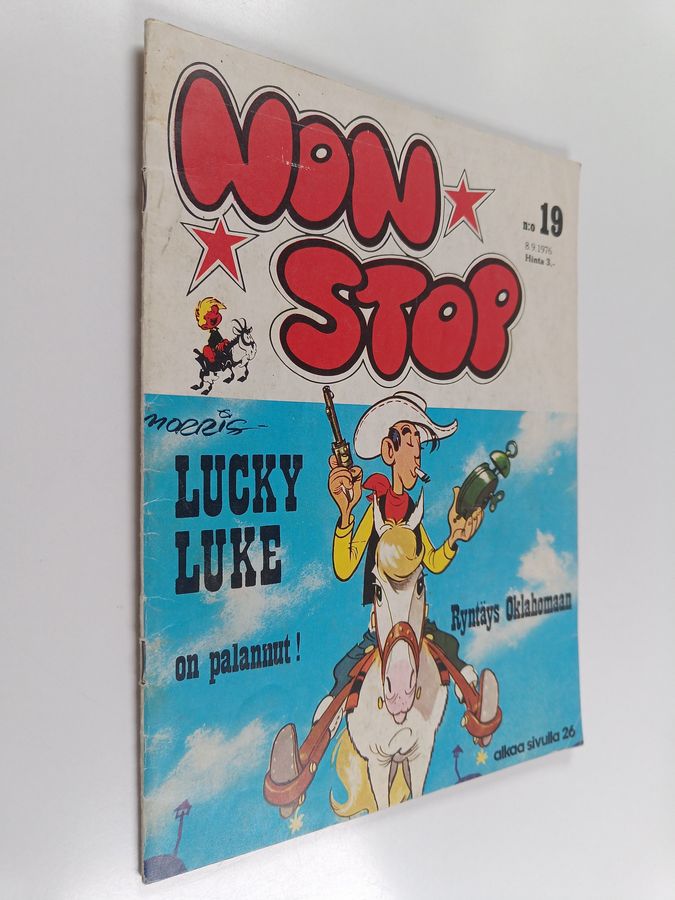 NON
STOP
n:o 19
8.9.1976
Hinta 3,-
MORRIS
LUCKY
LUKE
on palannut!
Ryntäys Oklahomaan
alkaa sivulla 26